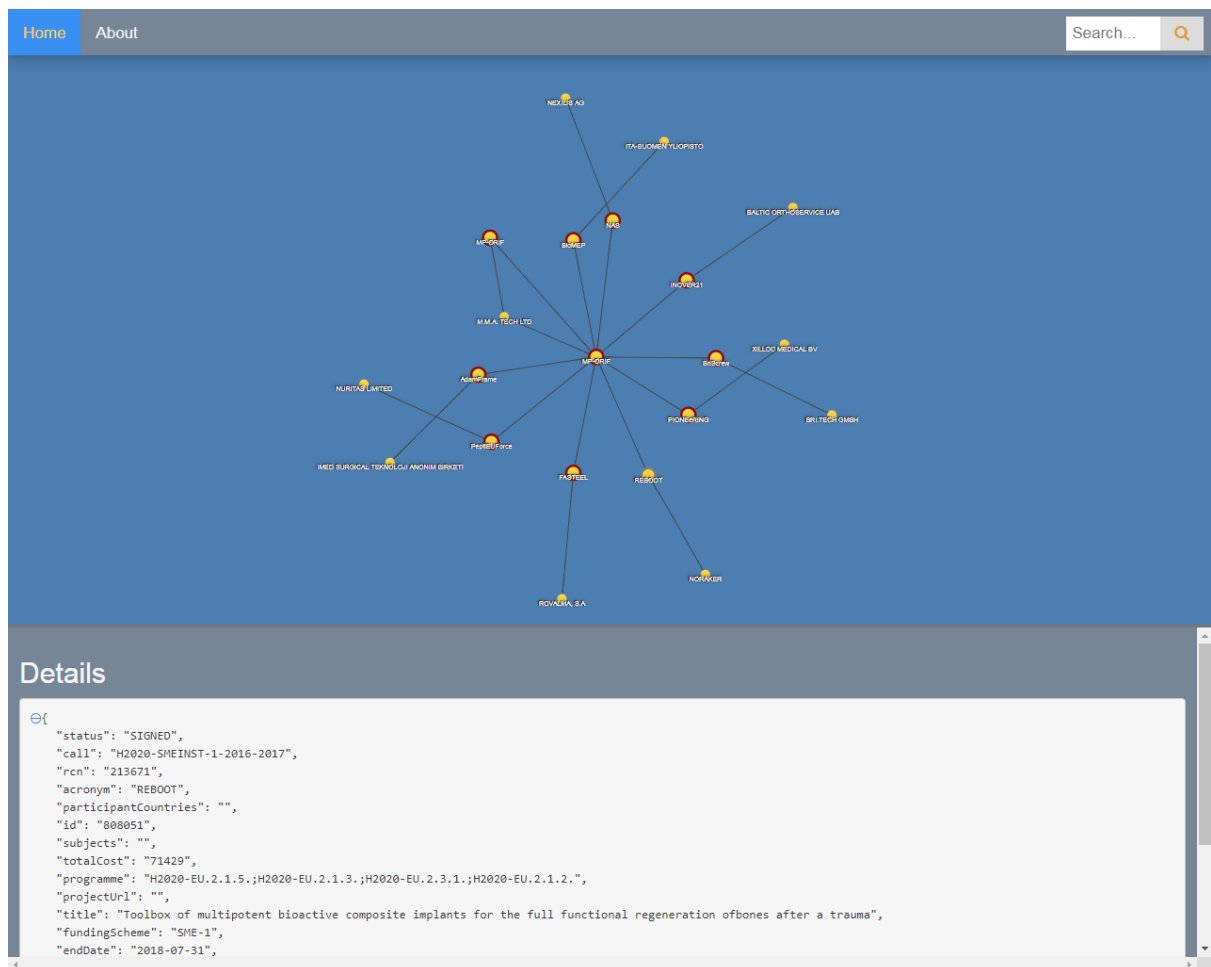 Home About Search...
NEXILIS AG
ITA-SUOMEN YLIOPISTO
BALTIC ORTHOSERVICE UAB
NAS
MP-ORIF
BioMEP
INOVER21
M.M.A. TECH LTD
XILLOC MEDICAL BV
MP-ORIF
BRIScrew
AdamFrame
NURITAS LIMITED
PIONEERING
BRI.TECH GMBH
PeptiEUForce
IMED SURGICAL TEKNOLOJI ANONIM SIRKETI
FASTEEL
REBOOT
NORAKER
ROVALMA, S.A
Details
{
"status": "SIGNED",
"call": "H2020-SMEINST-1-2016-2017",
"rcn": "213671",
"acronym": "REBOOT",
"participantCountries": "",
"id": "808051",
"subjects": "",
"totalCost": "71429",
"programme": "H2020-EU.2.1.5.;H2020-EU.2.1.3.;H2020-EU.2.3.1.;H2020-EU.2.1.2.",
"projectUrl": "",
"title": "Toolbox of multipotent bioactive composite implants for the full functional regeneration ofbones after a trauma",
"fundingScheme": "SME-1",
"endDate": "2018-07-31",